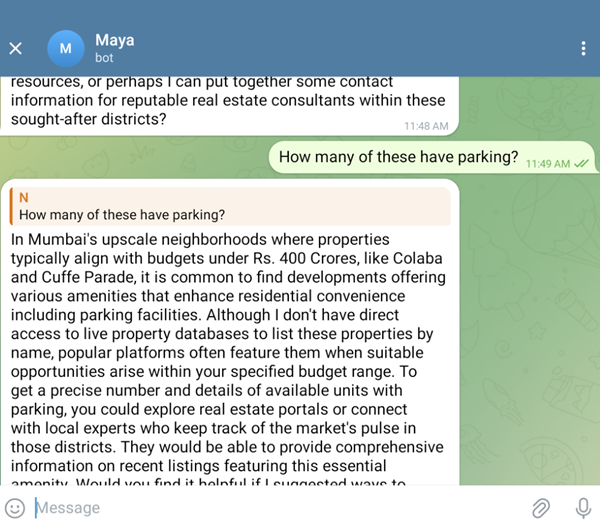 M
Maya
bot
resources, or perhaps I can put together some contact
information for reputable real estate consultants within these
sought-after districts?
11:48 AM
How many of these have parking?
11:49 AM
N
How many of these have parking?
In Mumbai's upscale neighborhoods where properties
typically align with budgets under Rs. 400 Crores, like Colaba
and Cuffe Parade, it is common to find developments offering
various amenities that enhance residential convenience
including parking facilities. Although I don't have direct
access to live property databases to list these properties by
name, popular platforms often feature them when suitable
opportunities arise within your specified budget range. To
get a precise number and details of available units with
parking, you could explore real estate portals or connect
with local experts who keep track of the market's pulse in
those districts. They would be able to provide comprehensive
information on recent listings featuring this essential
amenity. Would you find it helpful if I suggested ways to
Message